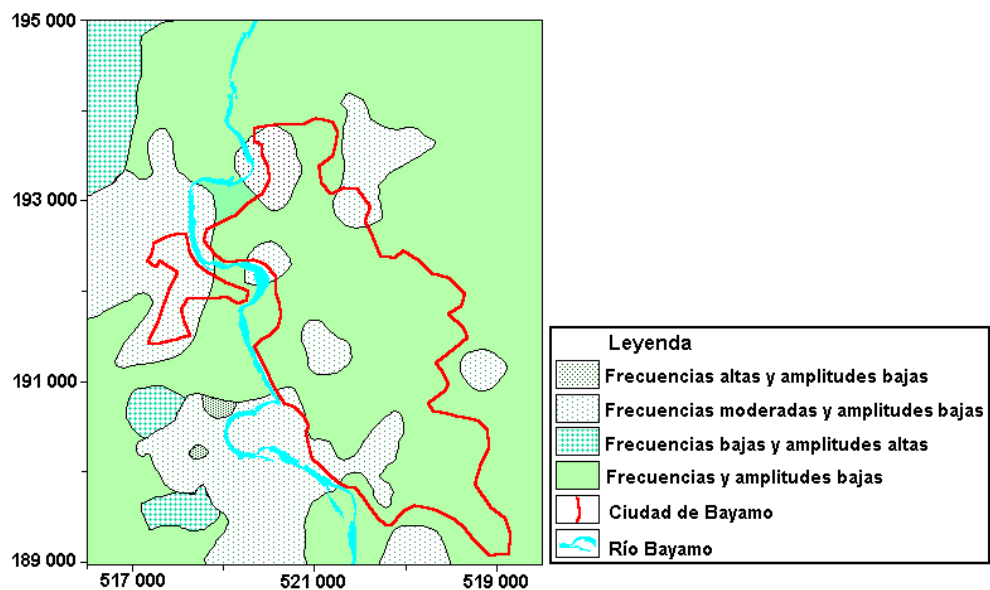 195 000
193 000
191 000
189 000
517 000
521 000
519 000
Leyenda
Frecuencias altas y amplitudes bajas
Frecuencias moderadas y amplitudes bajas
Frecuencias bajas y amplitudes altas
Frecuencias y amplitudes bajas
Ciudad de Bayamo
Río Bayamo